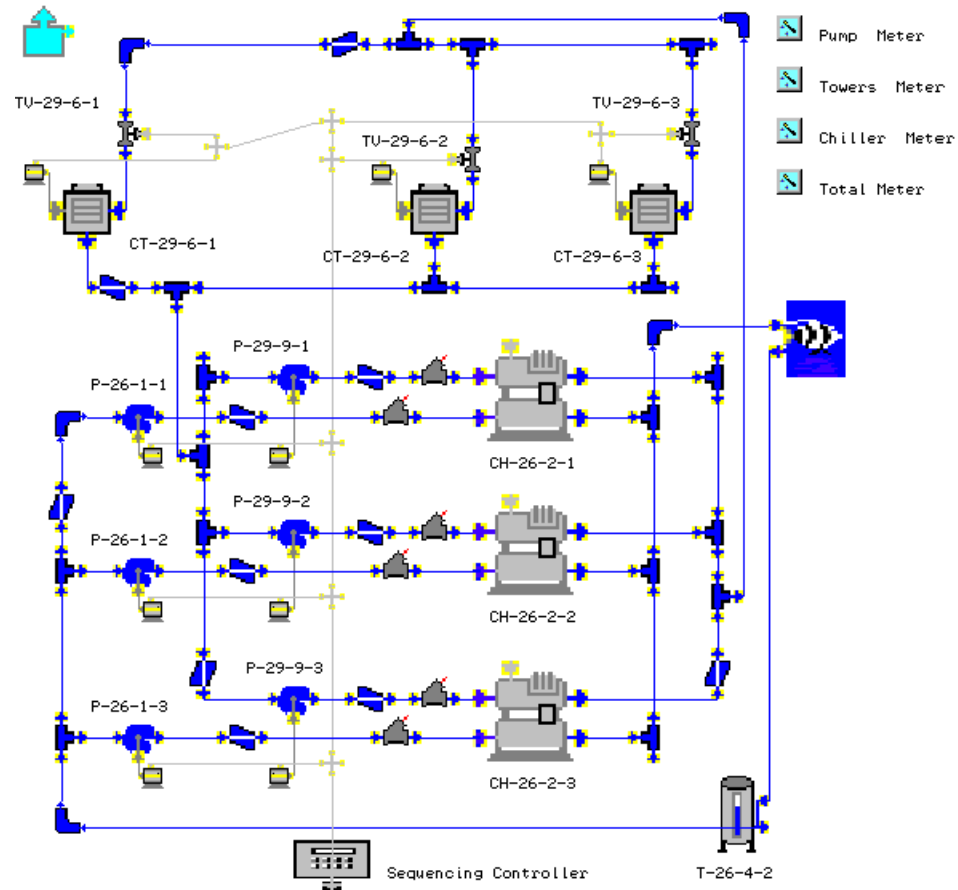 Pump Meter
Towers Meter
Chiller Meter
Total Meter
TV-29-6-1
TV-29-6-2
TV-29-6-3
CT-29-6-1
CT-29-6-2
CT-29-6-3
P-29-9-1
P-26-1-1
CH-26-2-1
P-29-9-2
P-26-1-2
CH-26-2-2
P-29-9-3
P-26-1-3
CH-26-2-3
Sequencing Controller
T-26-4-2